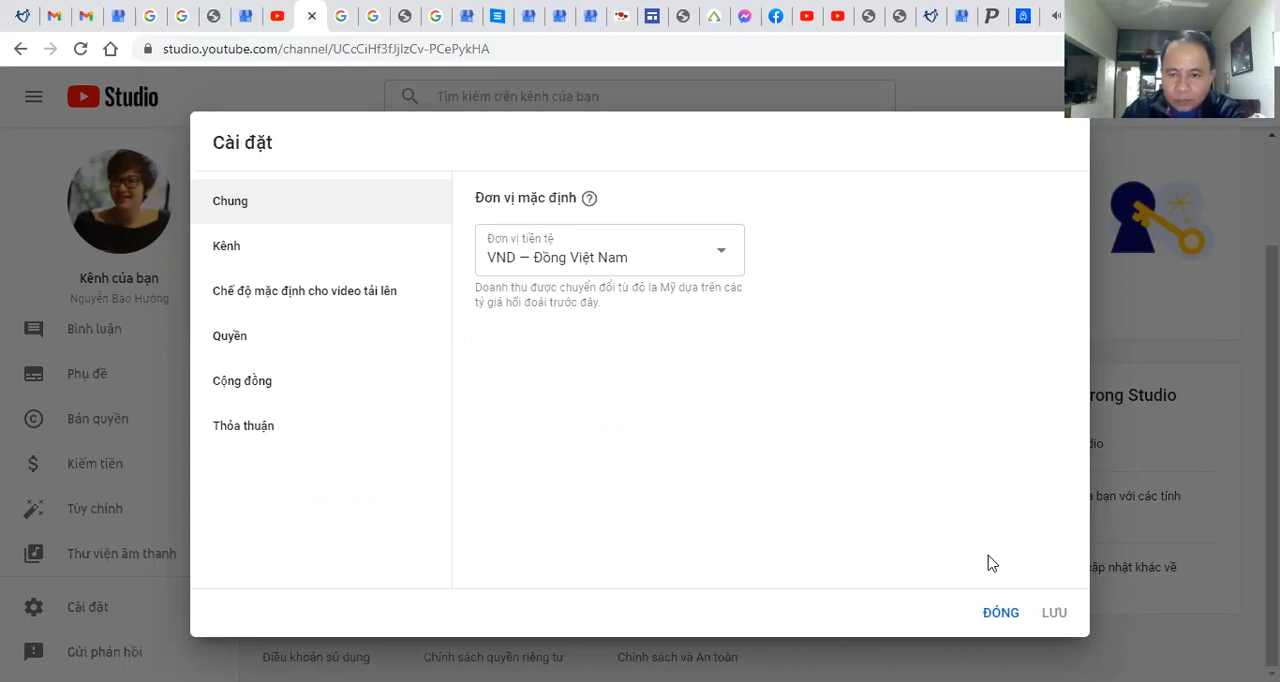 studio.youtube.com/channel/UCcCiHf3fJjlzCv-PCePykHA
Studio
Tìm kiếm trên kênh của bạn
Cài đặt
Chung
Kênh
Chế độ mặc định cho video tải lên
Quyền
Cộng đồng
Thỏa thuận
Đơn vị mặc định
Đơn vị tiền tệ
VND — Đồng Việt Nam
Doanh thu được chuyển đổi từ đô la Mỹ dựa trên các
tỷ giá hối đoái trước đây.
ĐÓNG
LƯU
Kênh của bạn
Nguyễn Bảo Hường
Bình luận
Phụ đề
Bản quyền
Kiếm tiền
Tùy chỉnh
Thư viện âm thanh
Cài đặt
Gửi phản hồi
rong Studio
dio
a bạn với các tính
cập nhật khác về
Điều khoản sử dụng
Chính sách quyền riêng tư
Chính sách và An toàn